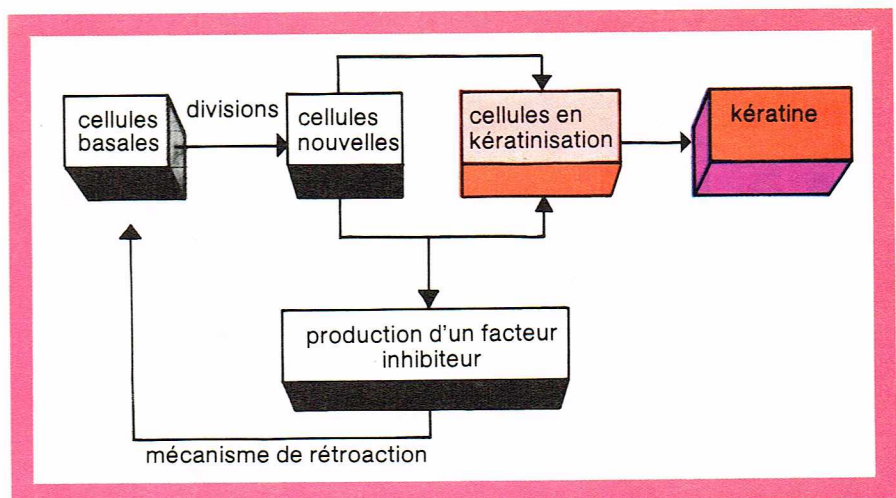 cellules
basales
divisions
cellules
nouvelles
cellules en
kératinisation
kératine
production d'un facteur
inhibiteur
mécanisme de rétroaction